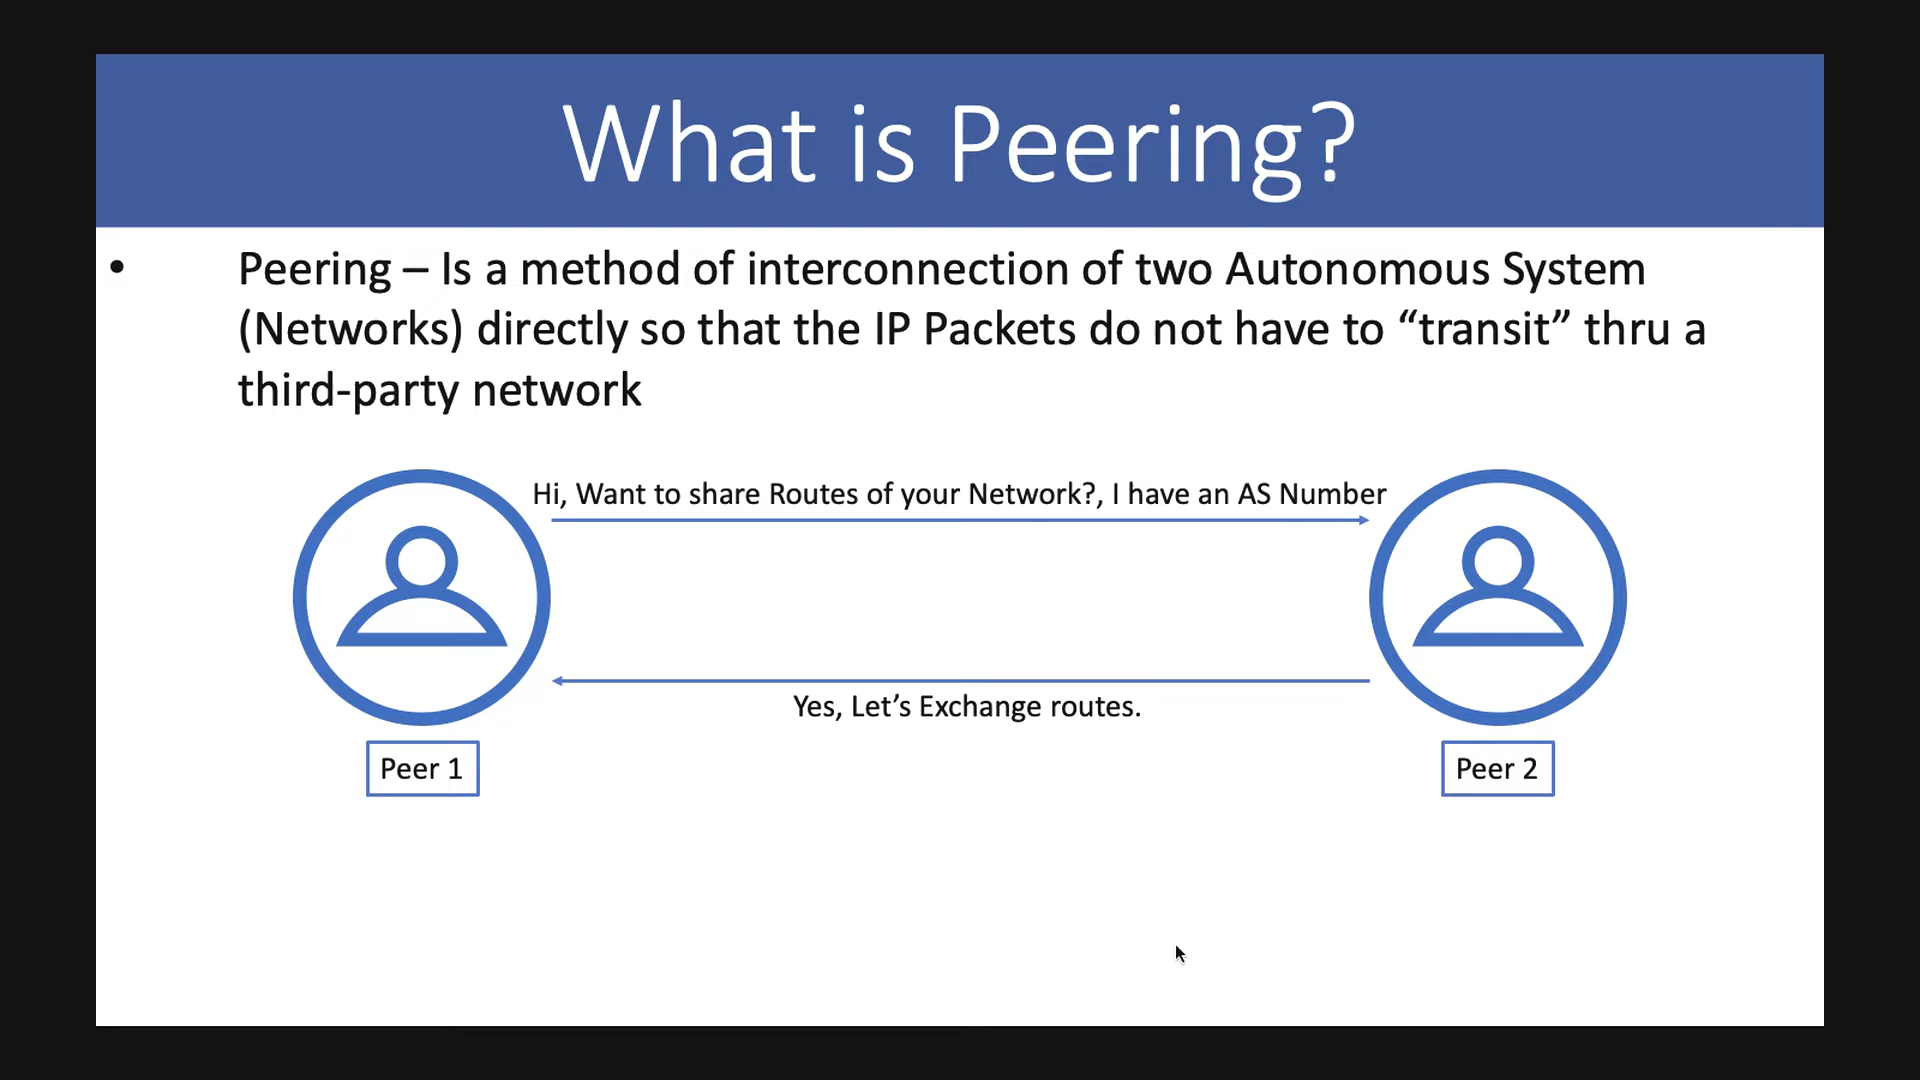 What is Peering?
• Peering – Is a method of interconnection of two Autonomous System
(Networks) directly so that the IP Packets do not have to “transit” thru a
third-party network
Hi, Want to share Routes of your Network?, I have an AS Number
Yes, Let’s Exchange routes.
Peer 1
Peer 2